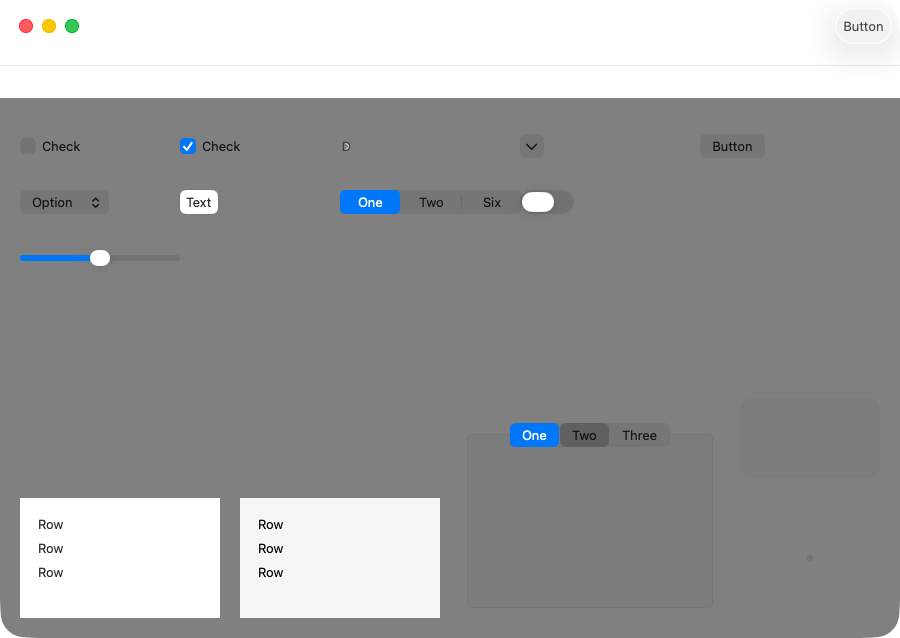 Button
Check
Check
Button
Option
Text
One
Two
Six
One
Two
Three
Row
Row
Row
Row
Row
Row